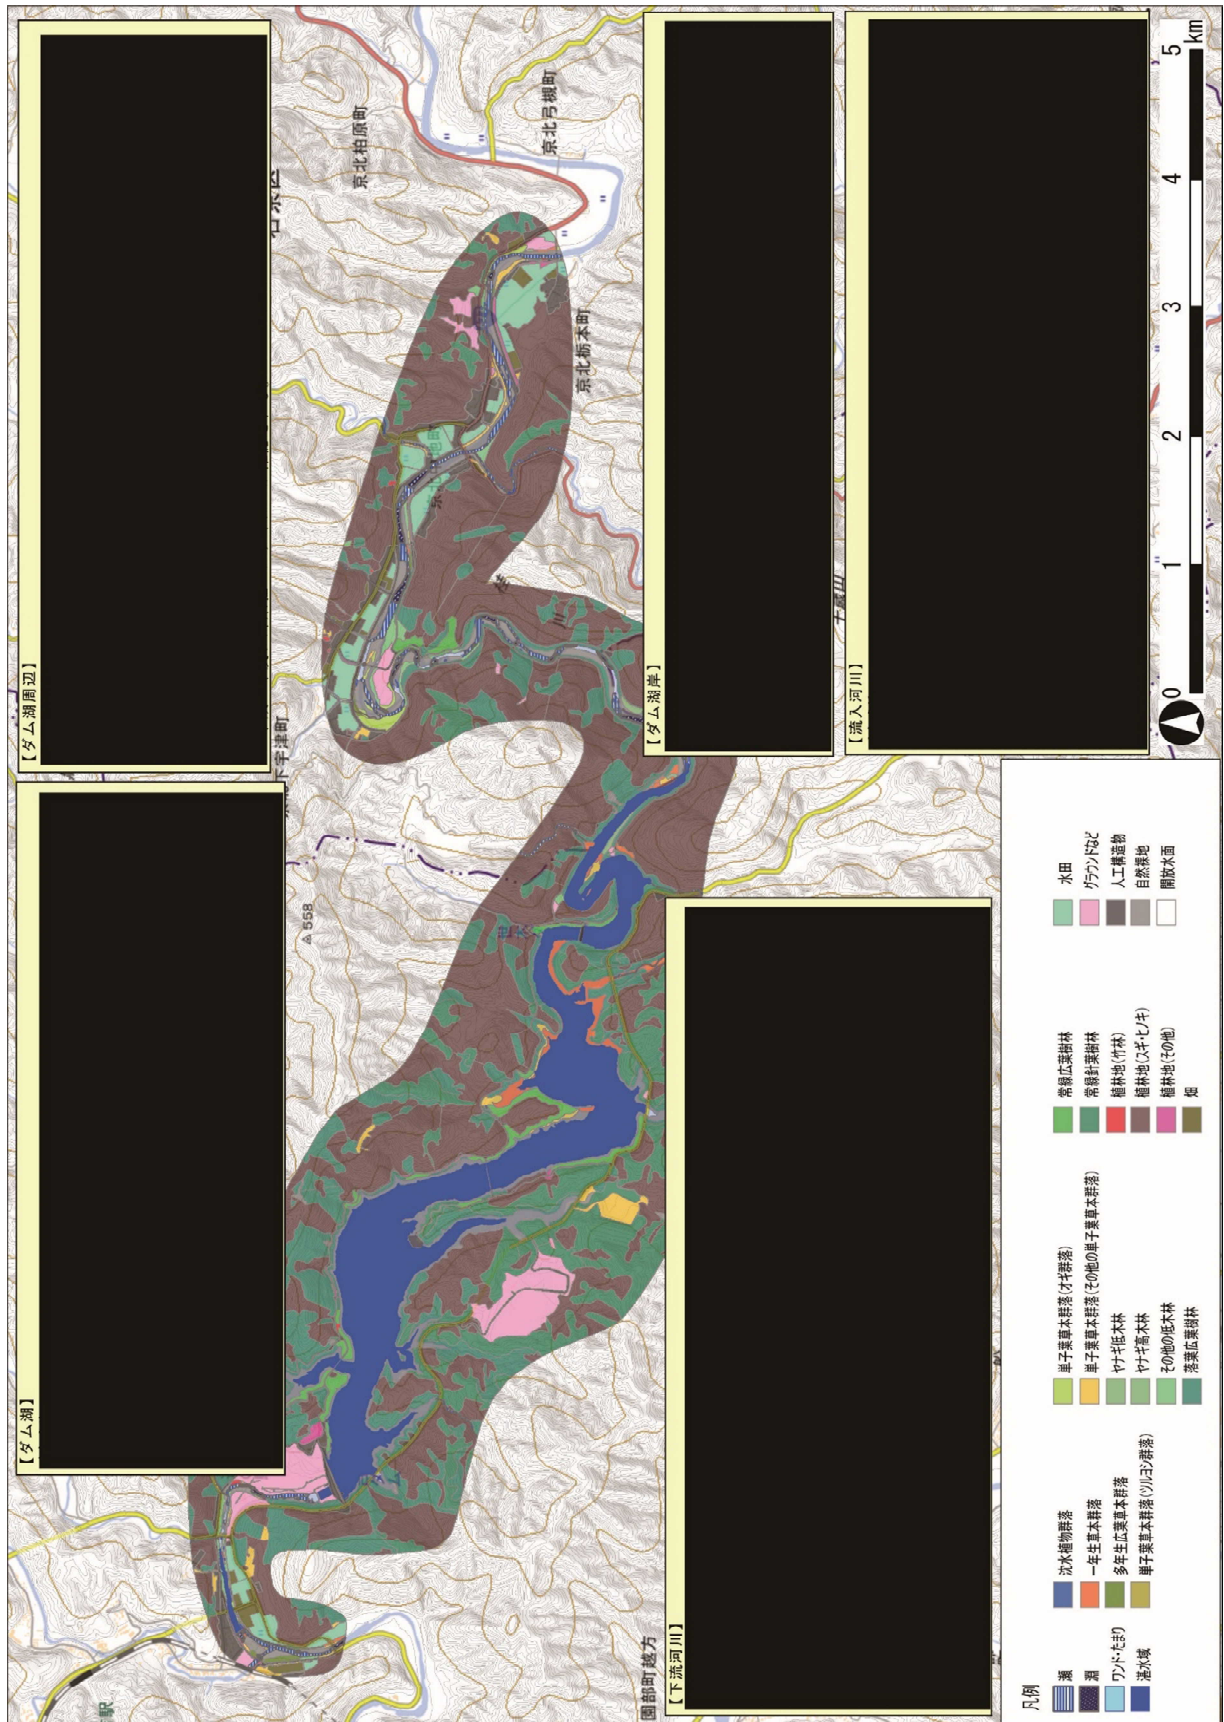 【ダム湖】
【ダム湖周辺】
△558
下宇津町
京北柏原町
京北弓槻町
京北栃本町
桂
川
園部町越方
駅
【下流河川】
【ダム湖岸】
【流入河川】
凡例
瀬
淵
ワンド・たまり
湛水域
沈水植物群落
一年生草本群落
多年生広葉草本群落
単子葉草本群落(ツルヨシ群落)
単子葉草本群落(オギ群落)
単子葉草本群落(その他の単子葉草本群落)
ヤナギ低木林
ヤナギ高木林
その他の低木林
落葉広葉樹林
常緑広葉樹林
常緑針葉樹林
植林地(竹林)
植林地(スギ・ヒノキ)
植林地(その他)
畑
水田
グラウンドなど
人工構造物
自然裸地
開放水面
0 1 2 3 4 5
km